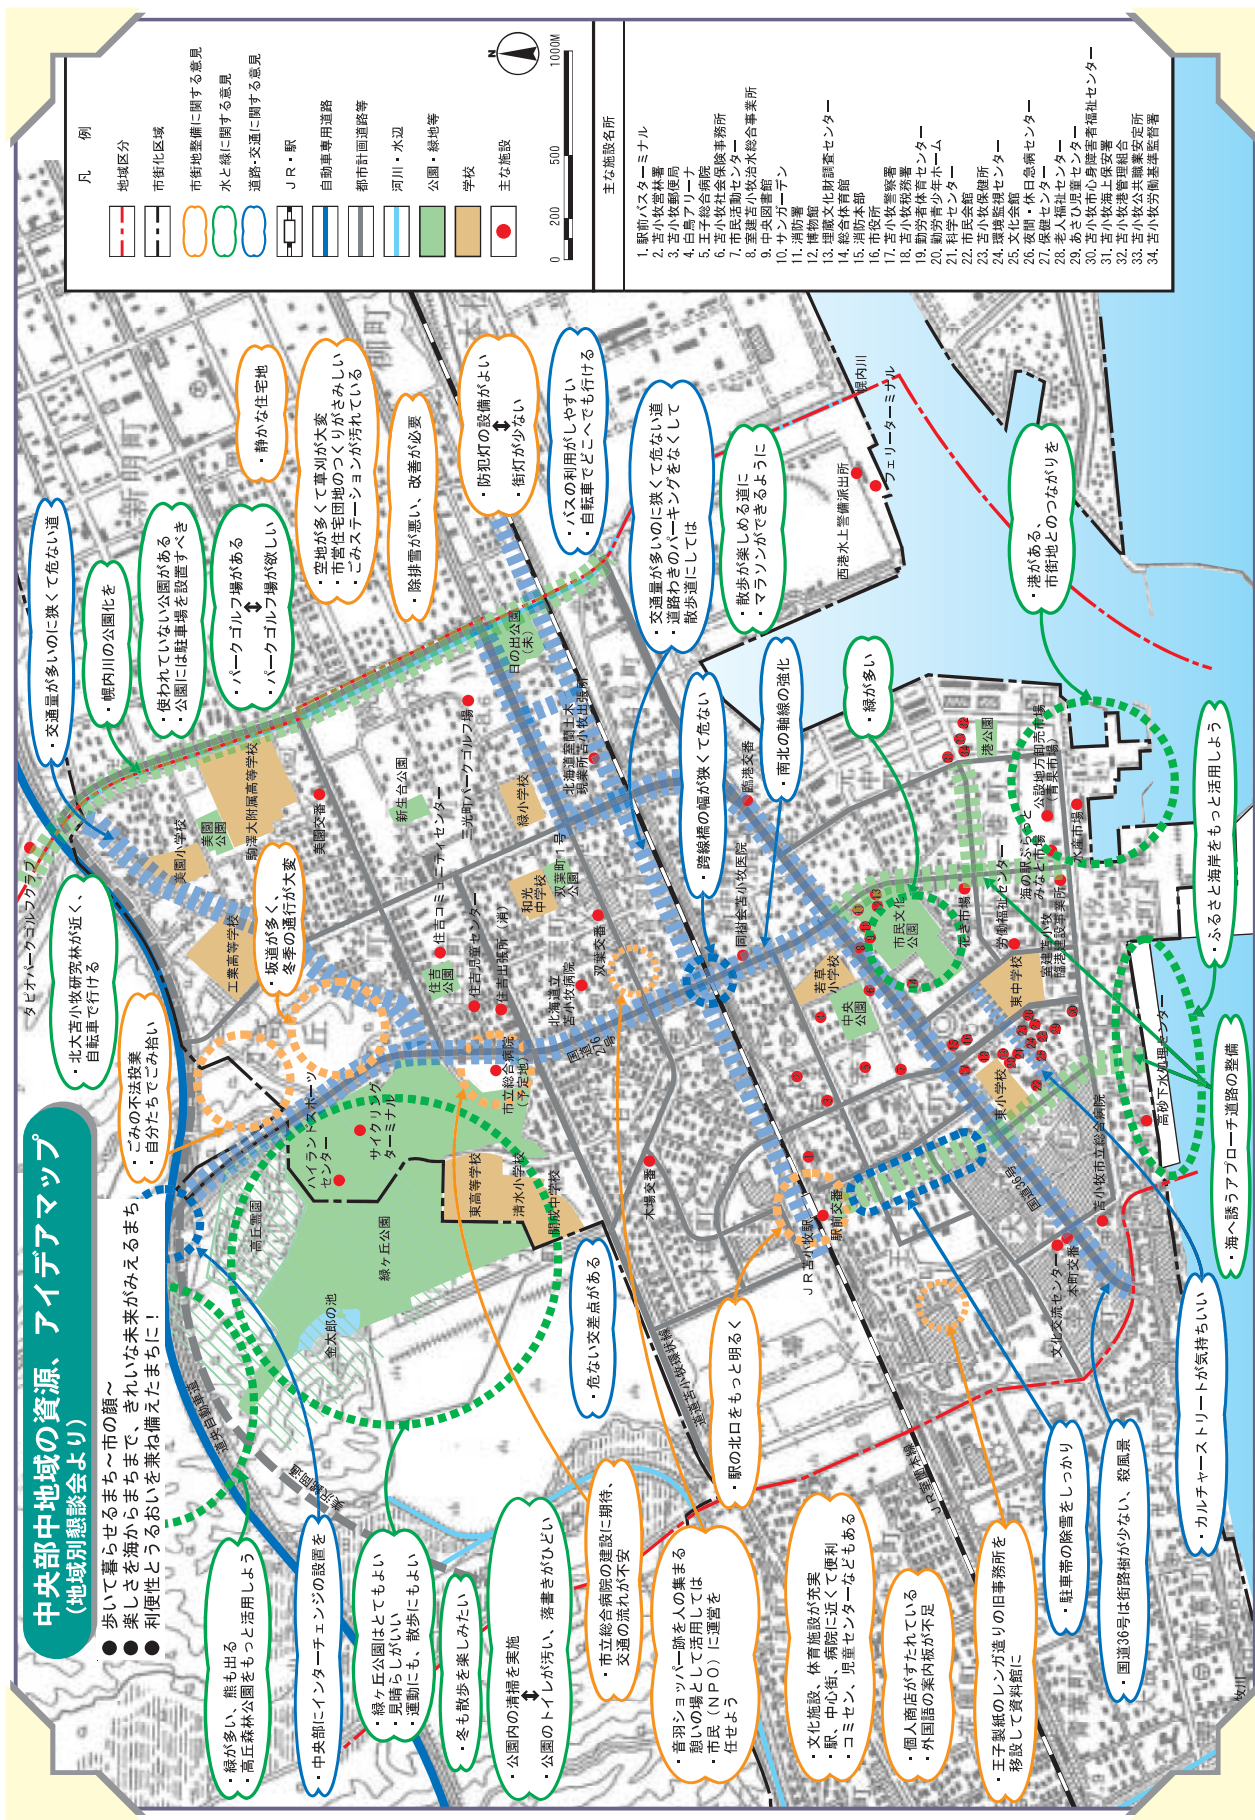 中央部中地域の資源、アイデアマップ
(地域別懇談会より)
● 歩いて暮らせるまち~市の顔~
● 楽しさを海からまちまで、きれいな未来がみえるまち
● 利便性とうるおいを兼ね備えたまちに!
凡 例
地域区分
市街化区域
市街地整備に関する意見
水と緑に関する意見
道路・交通に関する意見
JR・駅
自動車専用道路
都市計画道路等
河川・水辺
公園・緑地等
学校
主な施設
N
0 200 500 1000M
主な施設名所
1. 駅前バスターミナル
2. 苫小牧営林署
3. 苫小牧郵便局
4. 白鳥アリーナ
5. 王子総合病院
6. 苫小牧社会保険事務所
7. 市民活動センター
8. 室建苫小牧治水総合事業所
9. 中央図書館
10. サンガーデン
11. 消防署
12. 博物館
13. 埋蔵文化財調査センター
14. 総合体育館
15. 消防本部
16. 市役所
17. 苫小牧警察署
18. 苫小牧税務署
19. 勤労者体育センター
20. 勤労青少年ホーム
21. 科学センター
22. 市民会館
23. 苫小牧保健所
24. 環境監視センター
25. 文化会館
26. 夜間・休日急病センター
27. 保健センター
28. 老人福祉センター
29. あさひ児童センター
30. 苫小牧市心身障害者福祉センター
31. 苫小牧海上保安署
32. 苫小牧港管理組合
33. 苫小牧公共職業安定所
34. 苫小牧労働基準監督署
・緑が多い、熊も出る
・高丘森林公園をもっと活用しよう
・中央部にインターチェンジの設置を
・緑ヶ丘公園はとてもよい
・見晴らしがいい
・運動にも、散歩にもよい
・冬も散歩を楽しみたい
・公園内の清掃を実施
・公園のトイレが汚い、落書きがひどい
・市立総合病院の建設に期待、
交通の流れが不安
・音羽ショッパー跡を人の集まる
憩いの場として活用しては
・市民(NPO)に運営を
任せよう
・文化施設、体育施設が充実
・駅、中心街、病院に近くて便利
・コミセン、児童センターなどもある
・個人商店がすたれている
・外国語の案内板が不足
・王子製紙のレンガ造りの旧事務所を
移設して資料館に
・ごみの不法投棄
・自分たちでごみ拾い
・北大苫小牧研究林が近く、
自転車で行ける
・坂道が多く、
冬季の通行が大変
・危ない交差点がある
・駅の北口をもっと明るく
・駐車帯の除雪をしっかり
・国道36号は街路樹が少ない、殺風景
・カルチャーストリートが気持ちいい
・海へ誘うアプローチ道路の整備
・ふるさと海岸をもっと活用しよう
・交通量が多いのに狭くて危ない道
・幌内川の公園化を
・使われていない公園がある
・公園には駐車場を設置すべき
・パークゴルフ場がある
・パークゴルフ場が欲しい
・静かな住宅地
・空地が多くて草刈が大変
・市営住宅団地のつくりがさみしい
・ごみステーションが汚れている
・除排雪が悪い、改善が必要
・防犯灯の設備がよい
・街灯が少ない
・バスの利用がしやすい
・自転車でどこへでも行ける
・交通量が多いのに狭くて危ない道
・道路わきのパーキングをなくして
散歩道にしては
・散歩が楽しめる道に
・マラソンができるように
・跨線橋の幅が狭くて危ない
・南北の軸線の強化
・緑が多い
・港がある、
市街地とのつながりを
タピオパークゴルフクラブ
美園小学校
美園公園
駒澤大附属高等学校
美園交番
工業高等学校
新生台公園
住吉コミュニティセンター
三光町パークゴルフ場
住吉公園
住吉児童センター
住吉出張所(消)
緑小学校
和光中学校
双葉町1号公園
双葉交番
北海道立苫小牧病院
北海道室蘭土木
現業所苫小牧出張所
日の出公園
(未)
新明町
柳町
国道276号
市立総合病院
(予定地)
ハイランドスポーツ
センター
サイクリング
ターミナル
高丘霊園
緑ヶ丘公園
金太郎の池
東高等学校
清水小学校
開成中学校
木場交番
道央自動車道
JR室蘭本線
JR苫小牧駅
駅前交番
同樹会苫小牧医院
臨港交番
若草小学校
中央公園
市民文化公園
東中学校
東小学校
花き市場
労働福祉センター
港公園
海の駅ぷらっと
みなと市場
公設地方卸売市場
(青果市場)
水産市場
室建苫小牧
臨港建設事業所
苫小牧市立総合病院
高砂下水処理センター
国道36号
文化交流センター
本町交番
西港水上警備派出所
フェリーターミナル
幌内川